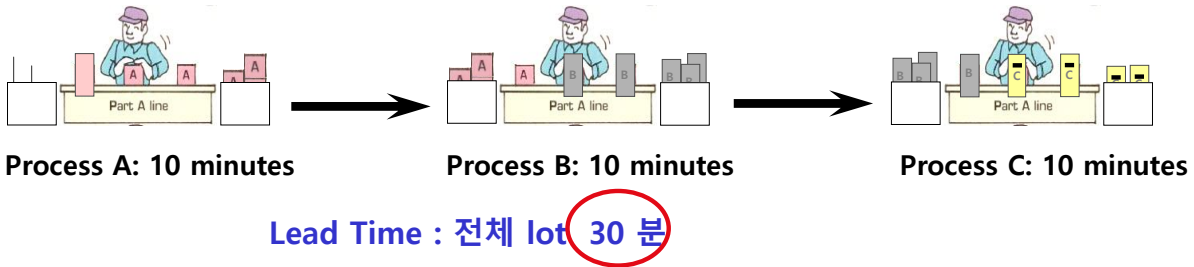 A A A
Part A line
A A B B B B
Part A line
B B B C C
Part A line
Process A: 10 minutes
Process B: 10 minutes
Process C: 10 minutes
Lead Time : 전체 lot 30 분